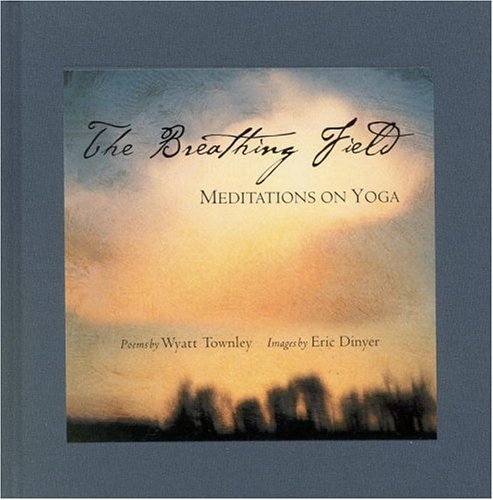 The Breathing Field
MEDITATIONS ON YOGA
Poems by Wyatt Townley Images by Eric Dinyer